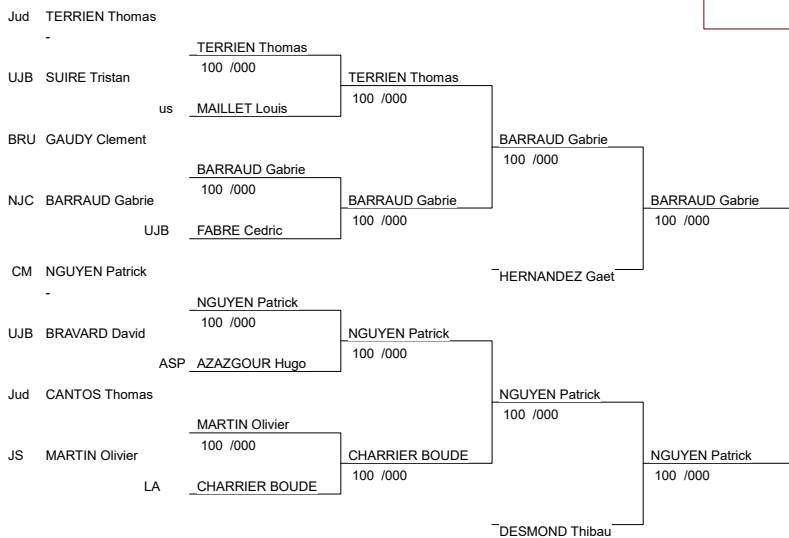 Jud TERRIEN Thomas
-
TERRIEN Thomas
100 /000
UJB SUIRE Tristan
TERRIEN Thomas
100 /000
us MAILLET Louis
BRU GAUDY Clement
BARRAUD Gabrie
100 /000
BARRAUD Gabrie
100 /000
NJC BARRAUD Gabrie
BARRAUD Gabrie
100 /000
BARRAUD Gabrie
100 /000
UJB FABRE Cedric
CM NGUYEN Patrick
HERNANDEZ Gaet
-
NGUYEN Patrick
100 /000
UJB BRAVARD David
NGUYEN Patrick
100 /000
ASP AZAZGOUR Hugo
Jud CANTOS Thomas
NGUYEN Patrick
100 /000
MARTIN Olivier
100 /000
JS MARTIN Olivier
CHARRIER BOUDE
100 /000
NGUYEN Patrick
100 /000
LA CHARRIER BOUDE
DESMOND Thibau